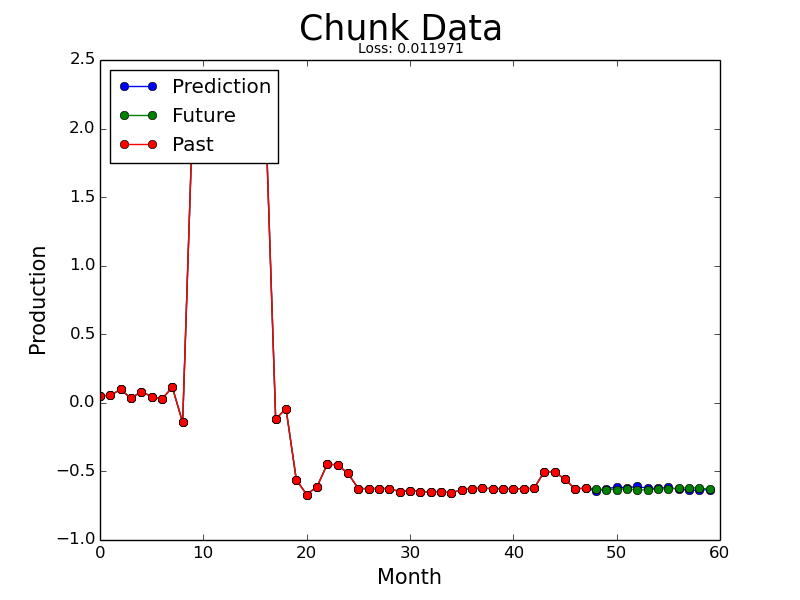 Chunk Data
Loss: 0.011971
2.5
2.0
1.5
1.0
0.5
0.0
−0.5
−1.0
Production
Prediction
Future
Past
0 10 20 30 40 50 60
Month